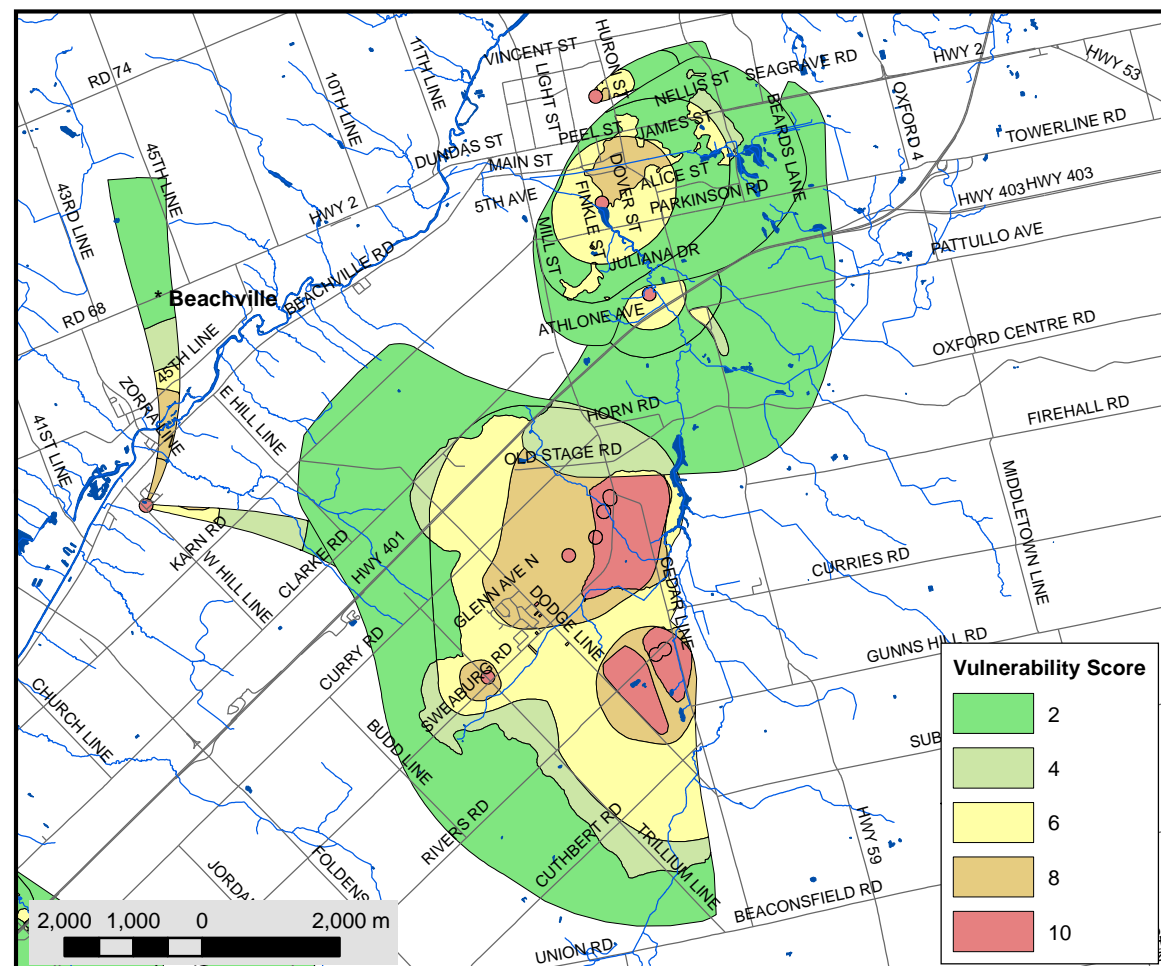 VINCENT ST
HURON ST
LIGHT ST
11TH LINE
10TH LINE
RD 74
45TH LINE
43RD LINE
NELLIS ST
SEAGRAVE RD
HWY 2
HWY 53
OXFORD 4
BEARDS LANE
TOWERLINE RD
PEEL ST
JAMES ST
DUNDAS ST
MAIN ST
5TH AVE
DOVER ST
ALICE ST
PARKINSON RD
FINKLE ST
MILL ST
JULIANA DR
HWY 403
HWY 403
PATTULLO AVE
HWY 2
BEACHVILLE RD
* Beachville
RD 68
45TH LINE
ZORRA LINE
E HILL LINE
41ST LINE
ATHLONE AVE
OXFORD CENTRE RD
HORN RD
FIREHALL RD
OLD STAGE RD
MIDDLETOWN LINE
KARN RD
W HILL LINE
CLARKE RD
HWY 401
GLENN AVE N
DODGE LINE
CEDAR LINE
CURRIES RD
GUNNS HILL RD
CURRY RD
SWEABURG RD
CHURCH LINE
BUDD LINE
SUB
RIVERS RD
CUTHBERT RD
TRILLIUM LINE
HWY 59
FOLDENS
JORDA
BEACONSFIELD RD
UNION RD
Vulnerability Score
2
4
6
8
10
2,000 1,000 0 2,000 m